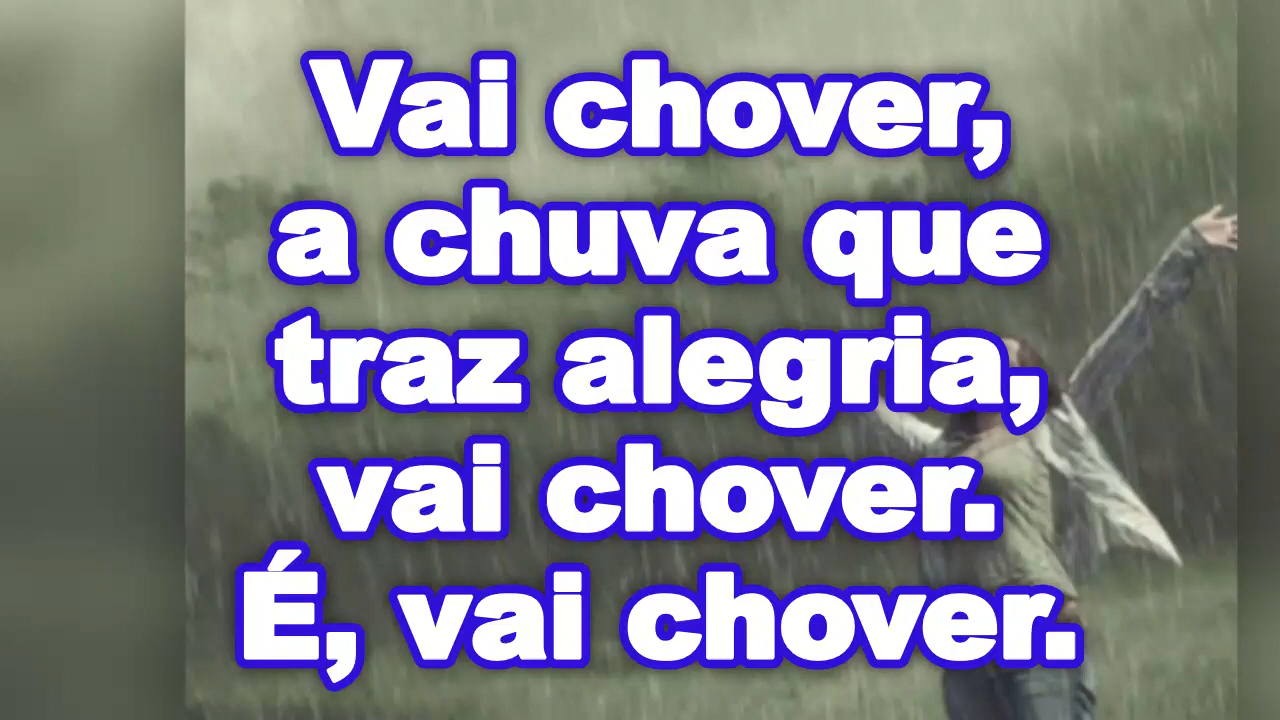 Vai chover,
a chuva que
traz alegria,
vai chover.
É, vai chover.